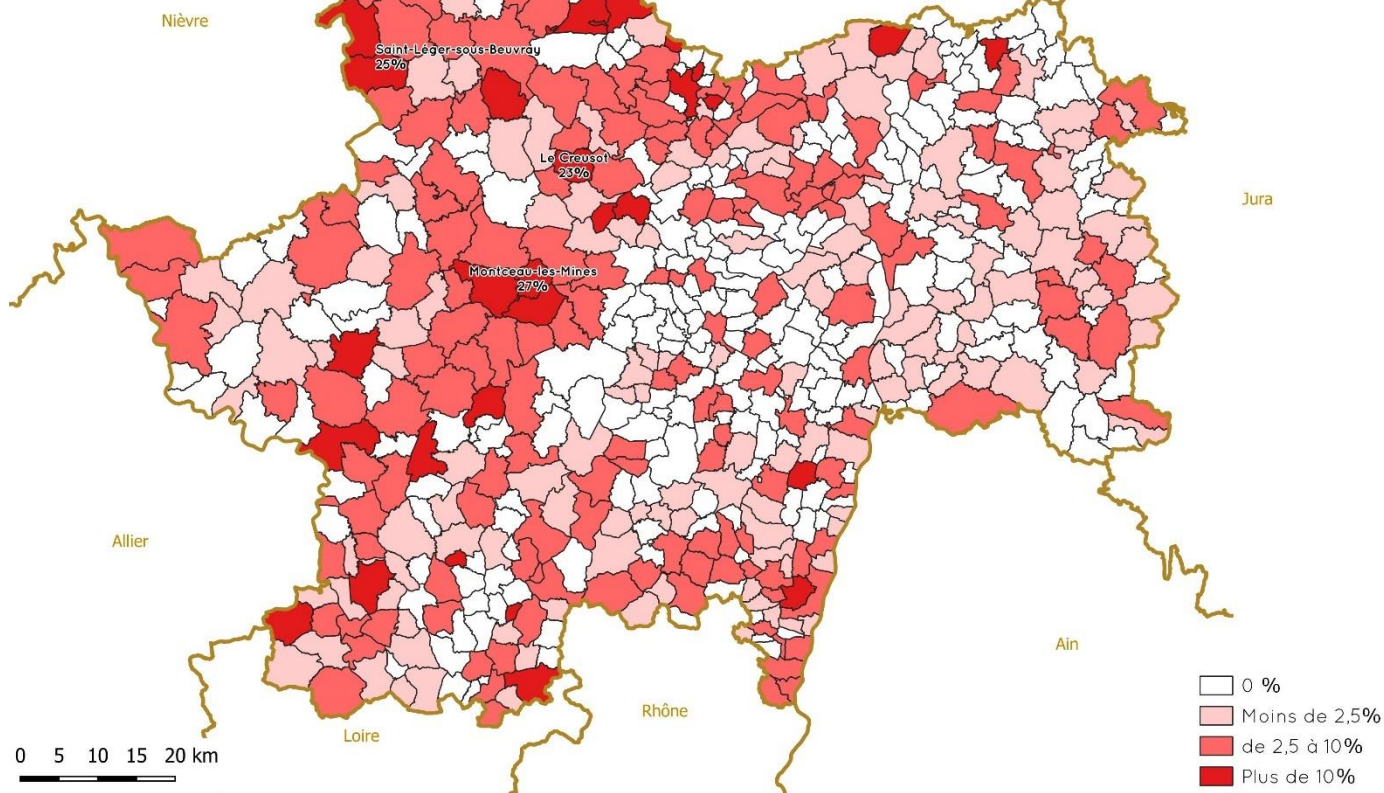 Nièvre
Saint-Léger-sous-Beuvray
25%
Le Creusot
23%
Jura
Montceau-les-Mines
27%
Allier
Ain
Rhône
Loire
0 5 10 15 20 km
0 %
Moins de 2,5%
de 2,5 à 10%
Plus de 10%